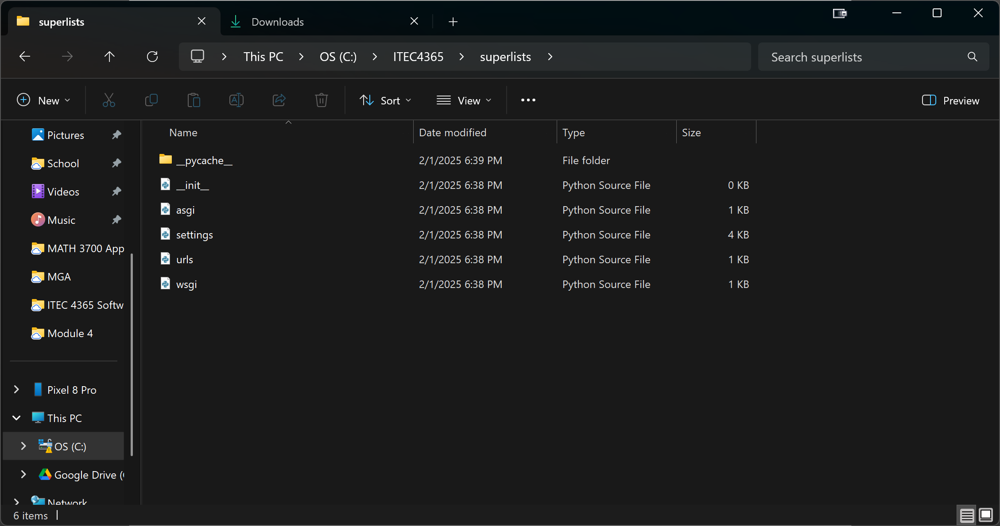 superlists
Downloads
This PC
OS (C:)
ITEC4365
superlists
Search superlists
New
Sort
View
Preview
Pictures
School
Videos
Music
MATH 3700 App
MGA
ITEC 4365 Softw
Module 4
Pixel 8 Pro
This PC
OS (C:)
Google Drive (
Network
Name Date modified Type Size
__pycache__ 2/1/2025 6:39 PM File folder
__init__ 2/1/2025 6:38 PM Python Source File 0 KB
asgi 2/1/2025 6:38 PM Python Source File 1 KB
settings 2/1/2025 6:38 PM Python Source File 4 KB
urls 2/1/2025 6:38 PM Python Source File 1 KB
wsgi 2/1/2025 6:38 PM Python Source File 1 KB
6 items